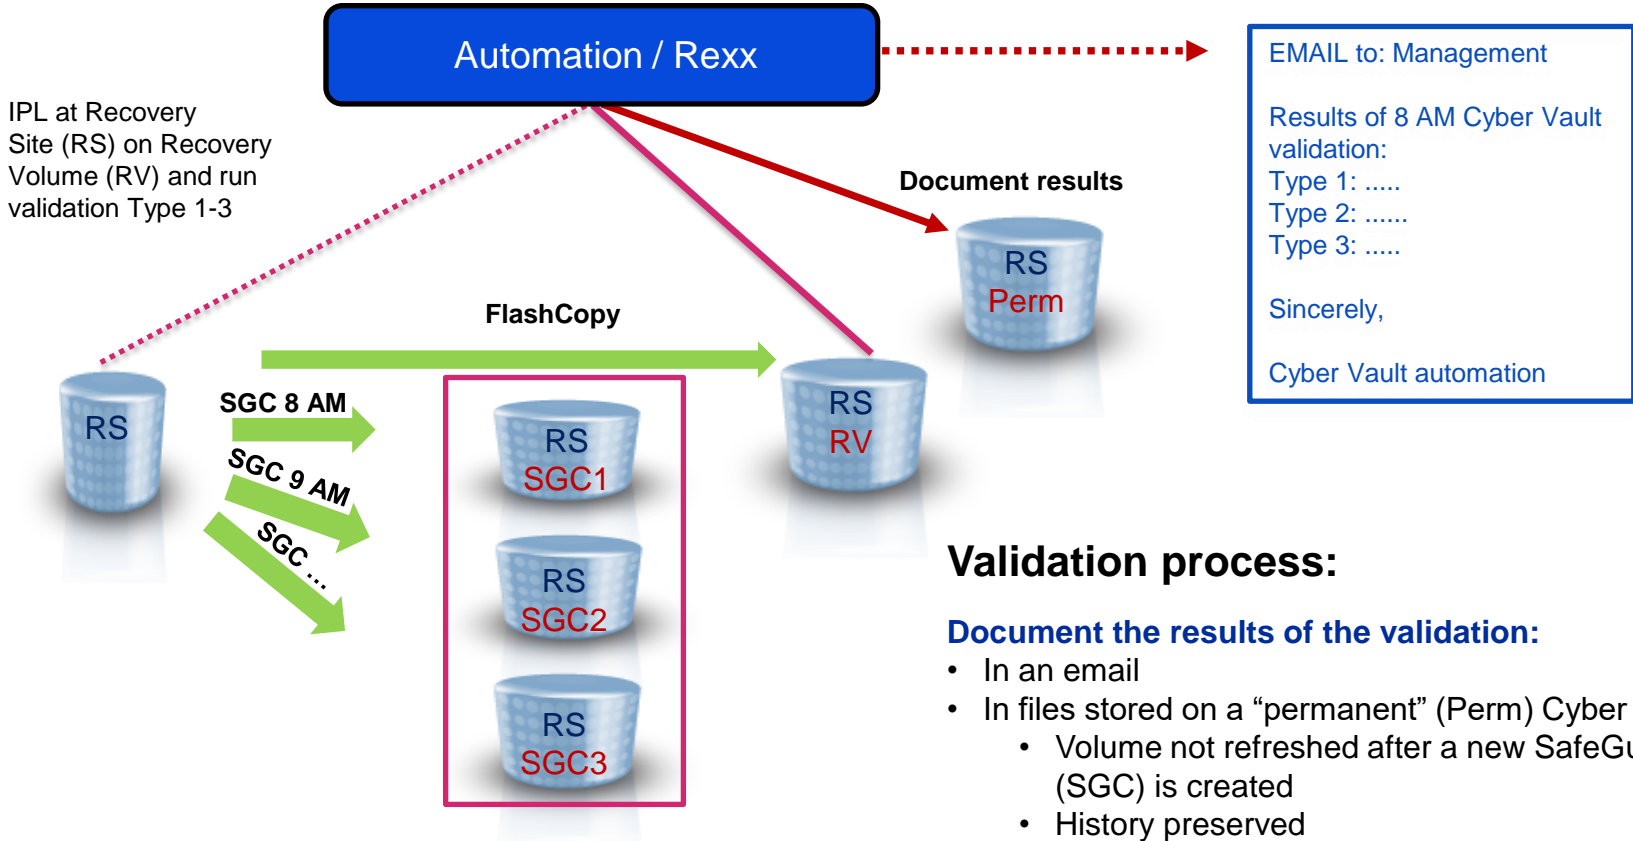 Automation / Rexx
IPL at Recovery
Site (RS) on Recovery
Volume (RV) and run
validation Type 1-3
EMAIL to: Management
Results of 8 AM Cyber Vault
validation:
Type 1: .....
Type 2: ......
Type 3: .....
Sincerely,
Cyber Vault automation
Document results
RS
Perm
FlashCopy
RS
SGC 8 AM
SGC 9 AM
SGC ...
RS
SGC1
RS
SGC2
RS
SGC3
RS
RV
Validation process:
Document the results of the validation:
• In an email
• In files stored on a “permanent” (Perm) Cyber
• Volume not refreshed after a new SafeGu
(SGC) is created
• History preserved